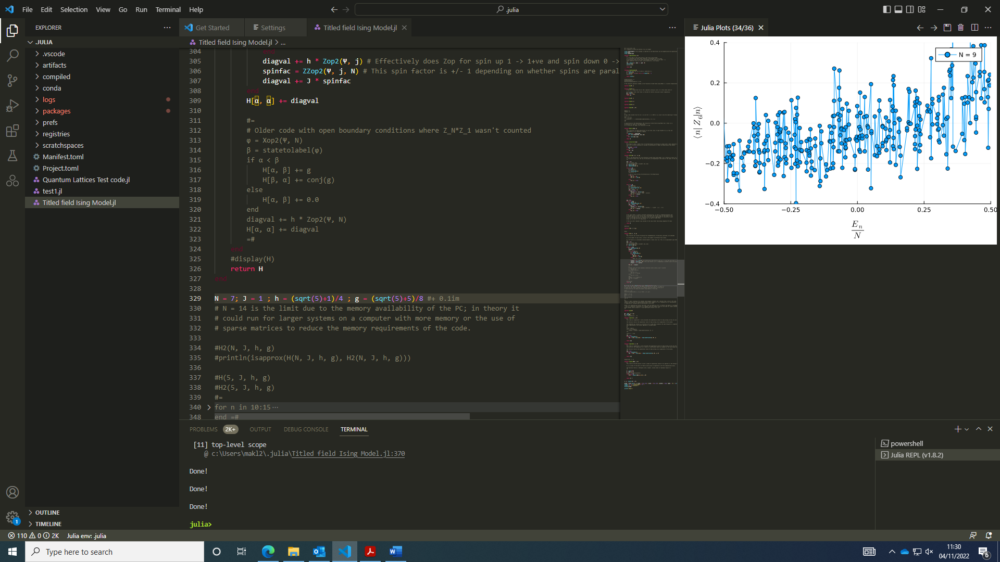 File Edit Selection View Go Run Terminal Help
.julia
EXPLORER
JULIA
.vscode
artifacts
compiled
conda
logs
packages
prefs
registries
scratchspaces
Manifest.toml
Project.toml
Quantum Lattices Test code.jl
test1.jl
Titled field Ising Model.jl
OUTLINE
TIMELINE
Get Started
Settings
Titled field Ising Model.jl
Titled field Ising Model.jl > ...
304 end
305 diagval += h * Zop2(Ψ, j) # Effectively does Zop for spin up 1 -> 1+ve and spin down 0 ->
306 spinfac = ZZop2(Ψ, j, N) # This spin factor is +/- 1 depending on whether spins are paral
307 diagval += J * spinfac
308 end
309 H[α, α] += diagval
310
311 #=
312 # Older code with open boundary conditions where Z_N*Z_1 wasn't counted
313 φ = Xop2(Ψ, N)
314 β = statetolabel(φ)
315 if α < β
316 H[α, β] += g
317 H[β, α] += conj(g)
318 else
319 H[α, β] += 0.0
320 end
321 diagval += h * Zop2(Ψ, N)
322 H[α, α] += diagval
323 =#
324 end
325 #display(H)
326 return H
327 end
328
329 N = 7; J = 1 ; h = (sqrt(5)+1)/4 ; g = (sqrt(5)+5)/8 #+ 0.1im
330 # N = 14 is the limit due to the memory availability of the PC; in theory it
331 # could run for larger systems on a computer with more memory or the use of
332 # sparse matrices to reduce the memory requirements of the code.
333
334 #H2(N, J, h, g)
335 #println(isapprox(H(N, J, h, g), H2(N, J, h, g)))
336
337 #H(5, J, h, g)
338 #H2(5, J, h, g)
339 #=
340 for n in 10:15 ...
348 end =#
Julia Plots (34/36)
N = 9
0.4
0.2
0.0
−0.2
−0.4
⟨n| Z₆|n⟩
−0.50 −0.25 0.00 0.25 0.50
E_n
N
PROBLEMS 2K+ OUTPUT DEBUG CONSOLE TERMINAL
[11] top-level scope
@ c:\Users\makl2\.julia\Titled field Ising Model.jl:370
Done!
Done!
Done!
julia>
powershell
Julia REPL (v1.8.2)
1
110 0 2K Julia env: .julia
Type here to search
11:30
04/11/2022
6